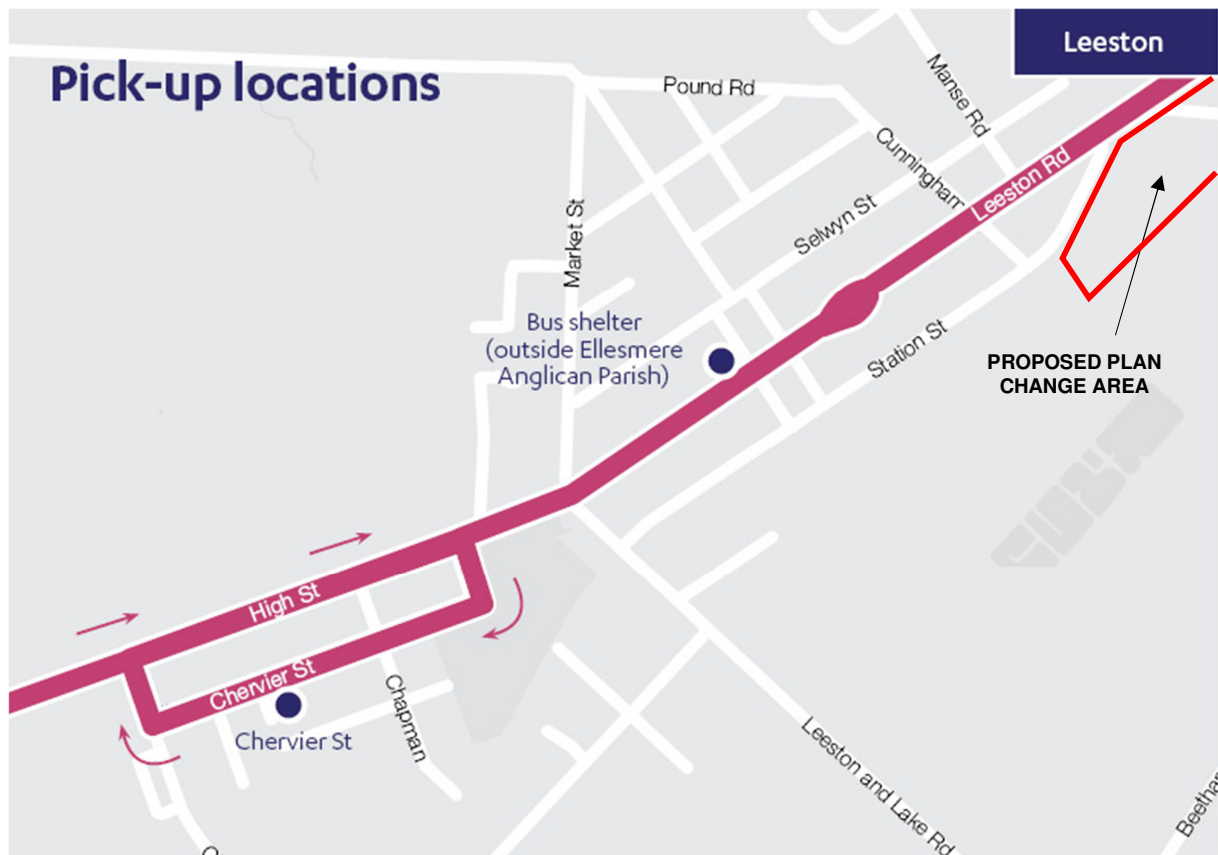 Leeston
Pick-up locations
Pound Rd
Manse Rd
Cunningham
Leeston Rd
Selwyn St
Market St
Bus shelter
(outside Ellesmere
Anglican Parish)
Station St
PROPOSED PLAN
CHANGE AREA
High St
Chervier St
Chapman
Chervier St
Leeston and Lake Rd